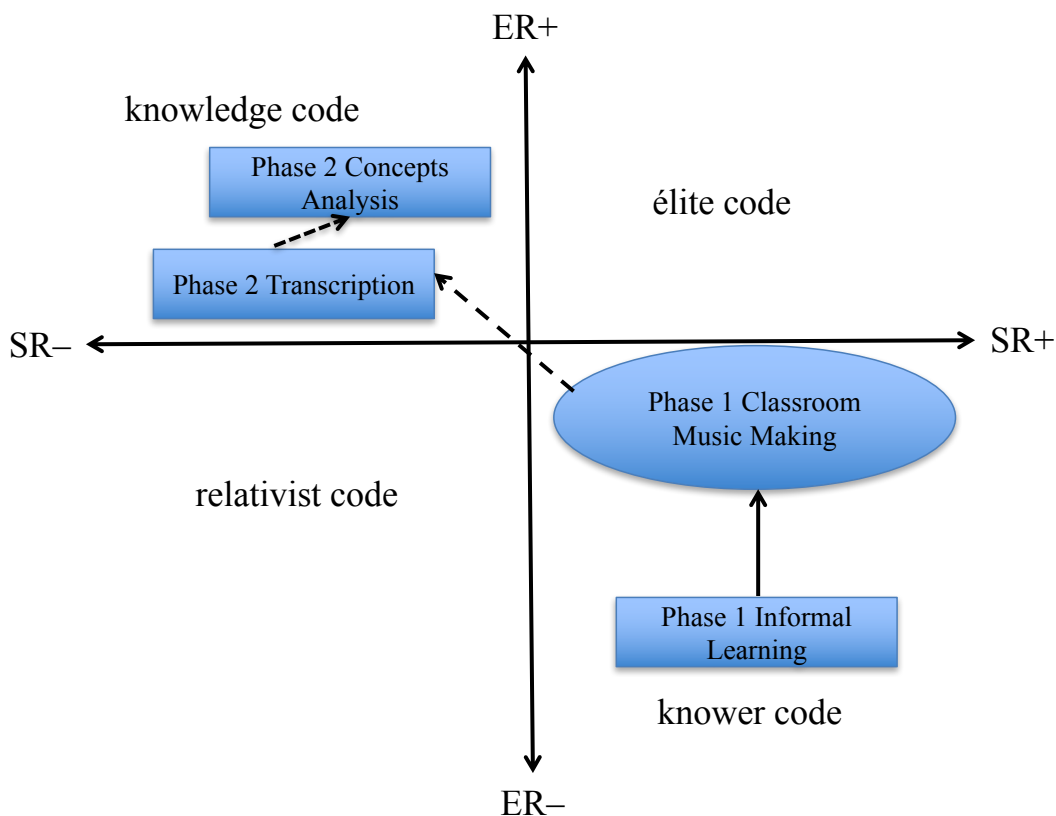 ER+
knowledge code
Phase 2 Concepts
Analysis
élite code
Phase 2 Transcription
SR–
SR+
Phase 1 Classroom
Music Making
relativist code
Phase 1 Informal
Learning
knower code
ER–